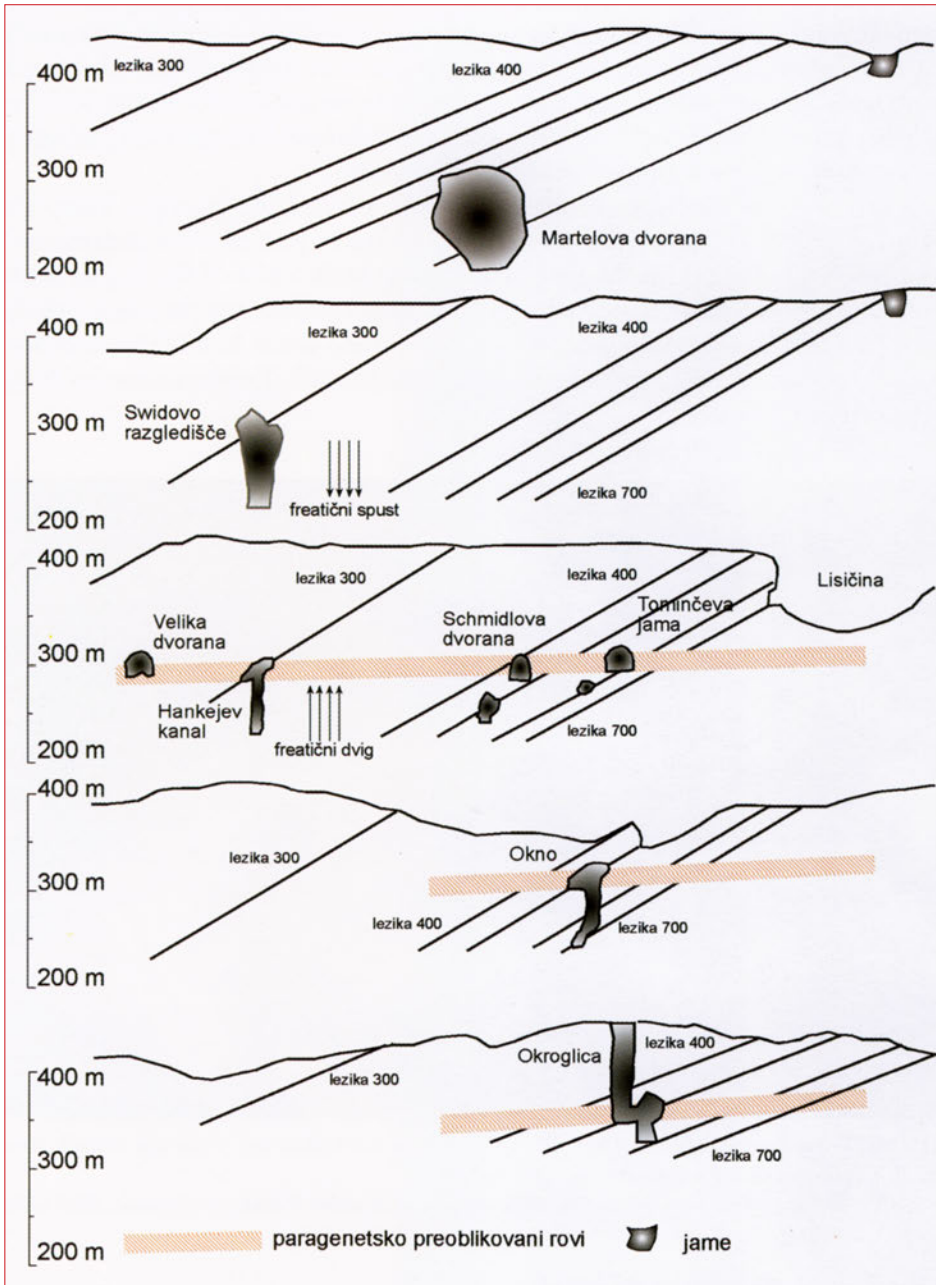 400 m
lezika 300
lezika 400
300 m
Martelova dvorana
200 m
400 m
lezika 300
lezika 400
Swidovo
razgledišče
300 m
lezika 700
freatični spust
200 m
400 m
lezika 300
lezika 400
Lisičina
Velika
dvorana
Schmidlova
dvorana
Tominčeva
jama
300 m
Hankejev
kanal
lezika 700
freatični dvig
200 m
400 m
lezika 300
Okno
300 m
lezika 400
lezika 700
200 m
400 m
lezika 300
Okroglica
lezika 400
300 m
lezika 700
paragenetsko preoblikovani rovi
jame
200 m